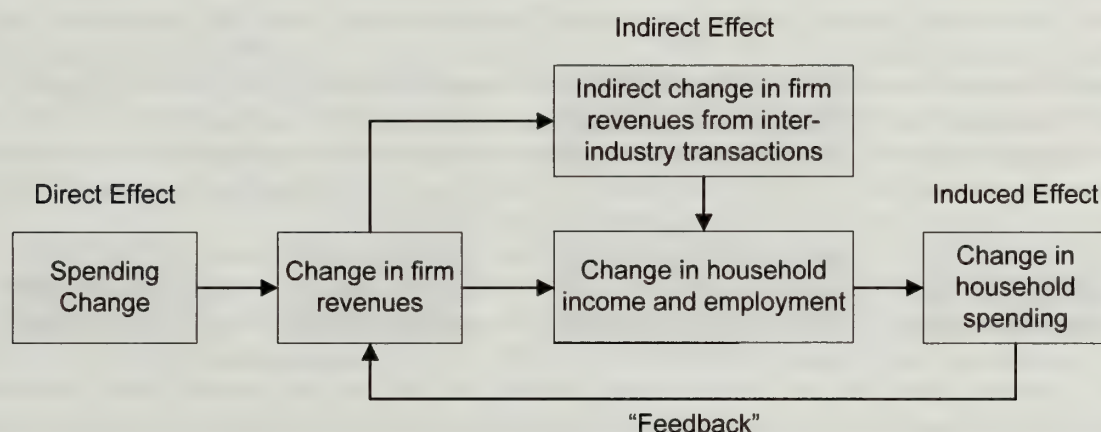 Indirect Effect
Indirect change in firm
revenues from inter-
industry transactions
Direct Effect
Induced Effect
Spending
Change
Change in firm
revenues
Change in household
income and employment
Change in
household
spending
“Feedback”